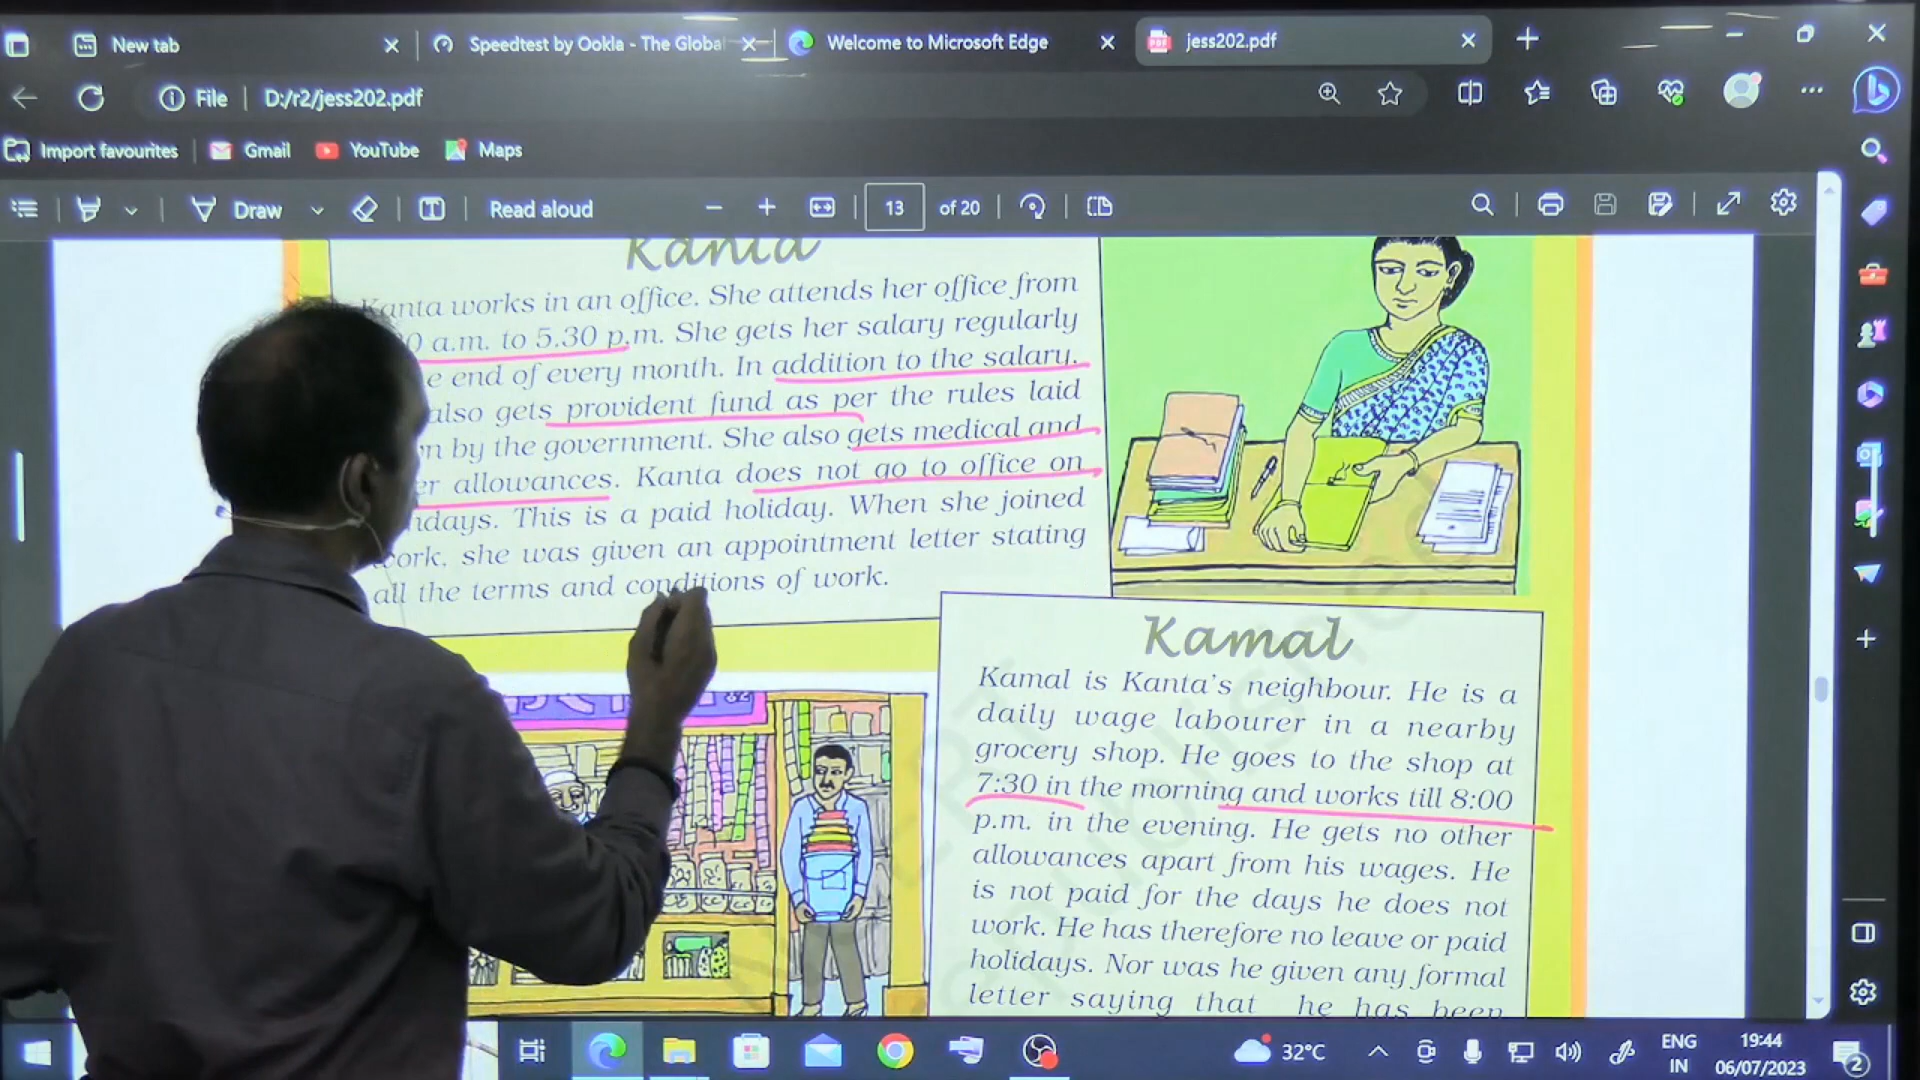 New tab
Speedtest by Ookla - The Globa
Welcome to Microsoft Edge
jess202.pdf
File
D:/r2/jess202.pdf
Import favourites
Gmail
YouTube
Maps
Draw
Read aloud
13
of 20
Kanta
Kanta works in an office. She attends her office from
a.m. to 5.30 p.m. She gets her salary regularly
end of every month. In addition to the salary,
also gets provident fund as per the rules laid
by the government. She also gets medical and
allowances. Kanta does not go to office on
This is a paid holiday. When she joined
work, she was given an appointment letter stating
all the terms and conditions of work.
Kamal
Kamal is Kanta's neighbour. He is a
daily wage labourer in a nearby
grocery shop. He goes to the shop at
7:30 in the morning and works till 8:00
p.m. in the evening. He gets no other
allowances apart from his wages. He
is not paid for the days he does not
work. He has therefore no leave or paid
holidays. Nor was he given any formal
letter saying that he has been
32°C
ENG
IN
19:44
06/07/2023
2